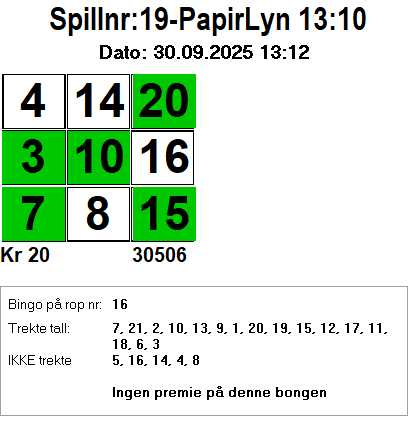 Spillnr:19-PapirLyn 13:10
Dato: 30.09.2025 13:12
4 14 20
3 10 16
7 8 15
Kr 20 30506
Bingo på rop nr: 16
Trekte tall: 7, 21, 2, 10, 13, 9, 1, 20, 19, 15, 12, 17, 11,
18, 6, 3
IKKE trekte 5, 16, 14, 4, 8
Ingen premie på denne bongen